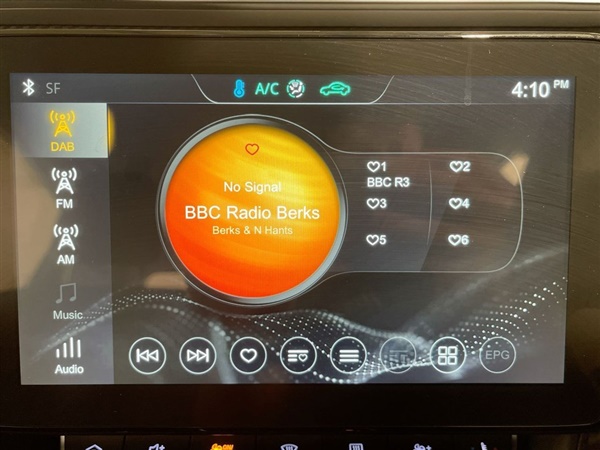 SF
A/C
4:10 PM
DAB
FM
AM
Music
Audio
No Signal
BBC Radio Berks
Berks & N Hants
1
BBC R3
2
3
4
5
6
EPG